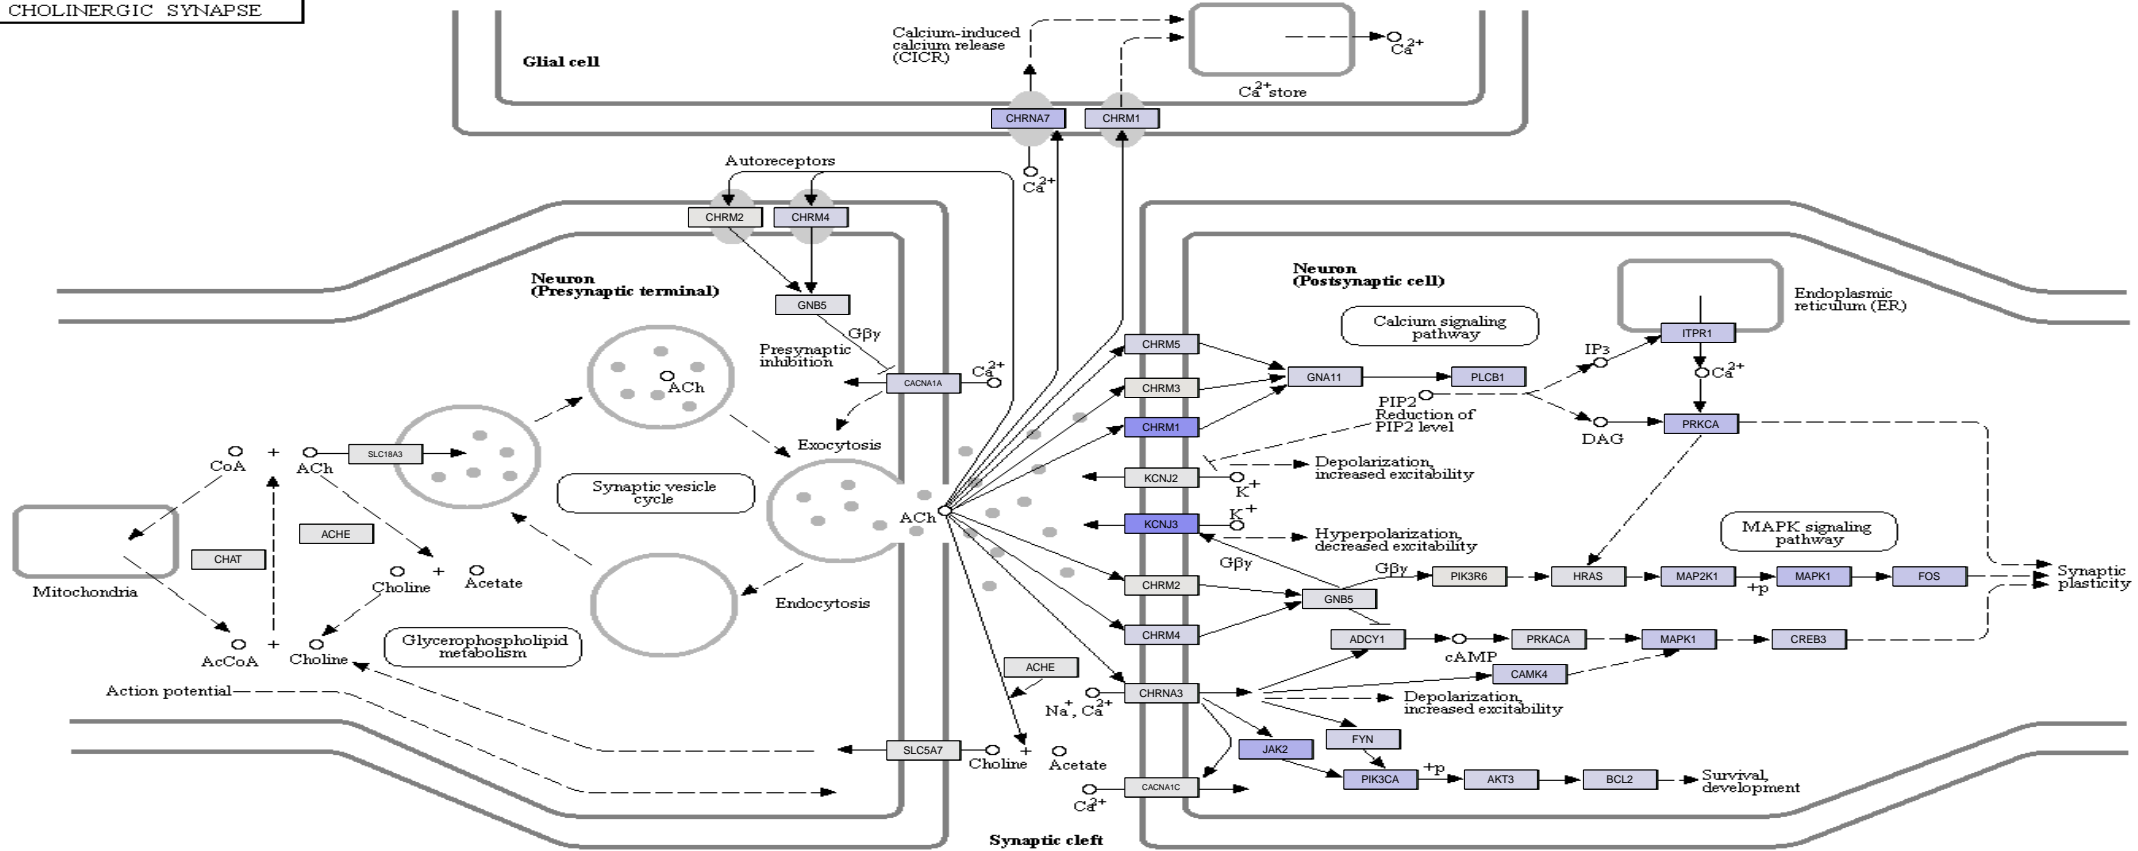 CHOLINERGIC SYNAPSE
Glial cell
Calcium-induced
calcium release
(CICR)
Ca2+
Ca2+ store
CHRNA7
CHRM1
Ca2+
Autoreceptors
CHRM2
CHRM4
Neuron
(Presynaptic terminal)
GNB5
Gβγ
Presynaptic
inhibition
CACNA1A
Ca2+
Exocytosis
ACh
CoA
+
ACh
SLC18A3
Synaptic vesicle
cycle
ACh
Mitochondria
CHAT
ACHE
Choline
+
Acetate
Endocytosis
AcCoA
+
Choline
Glycerophospholipid
metabolism
Action potential
SLC5A7
Choline
+
Acetate
ACHE
Synaptic cleft
Neuron
(Postsynaptic cell)
Calcium signaling
pathway
Endoplasmic
reticulum (ER)
ITPR1
IP3
Ca2+
CHRM5
CHRM3
CHRM1
GNA11
PLCB1
PIP2
Reduction of
PIP2 level
DAG
PRKCA
KCNJ2
K+
Depolarization,
increased excitability
KCNJ3
K+
Hyperpolarization,
decreased excitability
MAPK signaling
pathway
Gβγ
Gβγ
CHRM2
GNB5
PIK3R6
HRAS
MAP2K1
+p
MAPK1
FOS
Synaptic
plasticity
CHRM4
ADCY1
cAMP
PRKACA
MAPK1
CREB3
CAMK4
CHRNA3
Na+, Ca2+
Depolarization,
increased excitability
JAK2
FYN
PIK3CA
+p
AKT3
BCL2
Survival,
development
CACNA1C
Ca2+